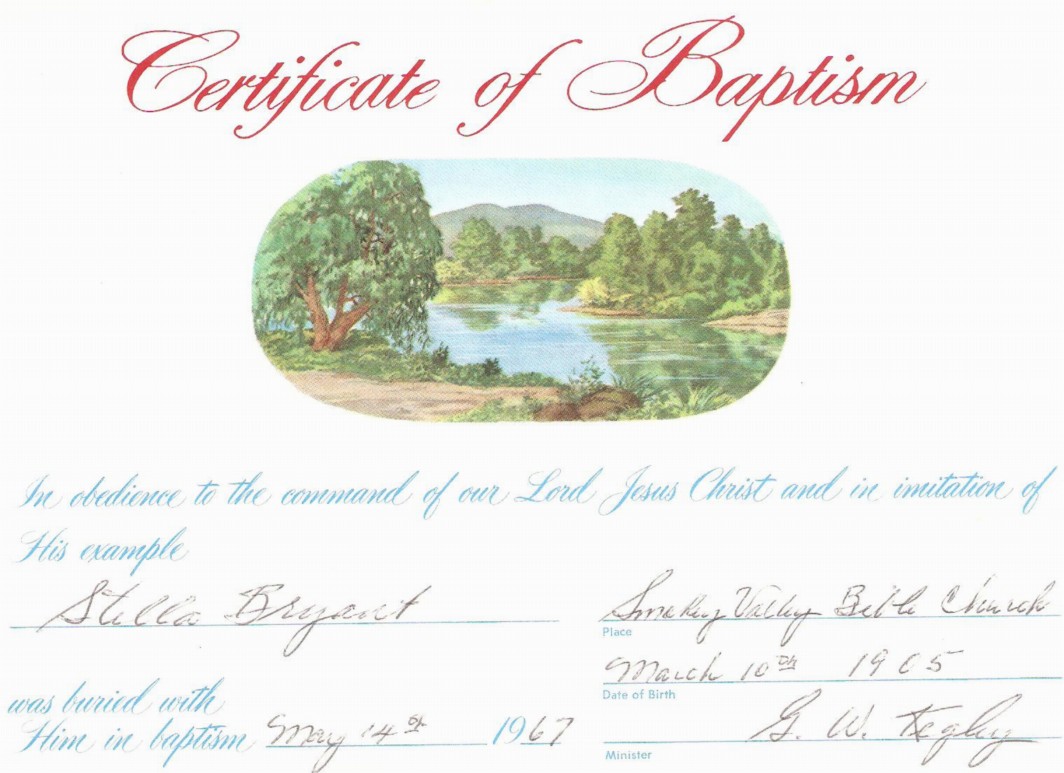 Certificate of Baptism
In obedience to the command of our Lord Jesus Christ and in imitation of
His example
Stella Bryant
Smokey Valley Bible Church
Place
March 10th 1905
Date of Birth
was buried with
Him in baptism May 14th 1967
G. W. Kegley
Minister